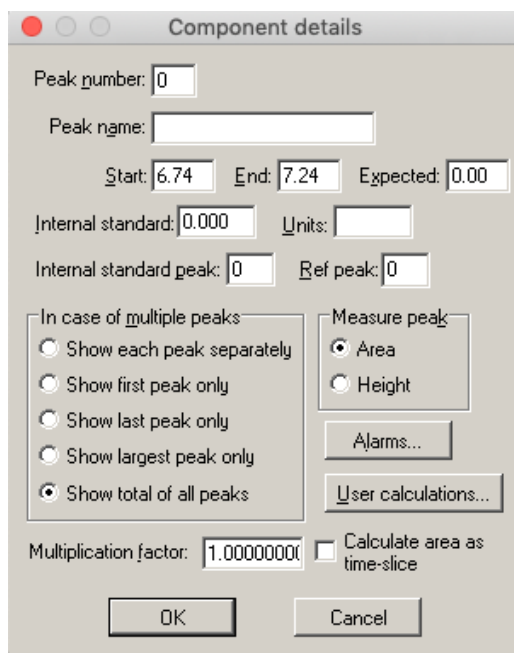 Component details
Peak number: 0
Peak name:
Start: 6.74 End: 7.24 Expected: 0.00
Internal standard: 0.000 Units:
Internal standard peak: 0 Ref peak: 0
In case of multiple peaks
Show each peak separately
Show first peak only
Show last peak only
Show largest peak only
Show total of all peaks
Measure peak
Area
Height
Alarms...
User calculations...
Multiplication factor: 1.0000000( Calculate area as
time-slice
OK Cancel